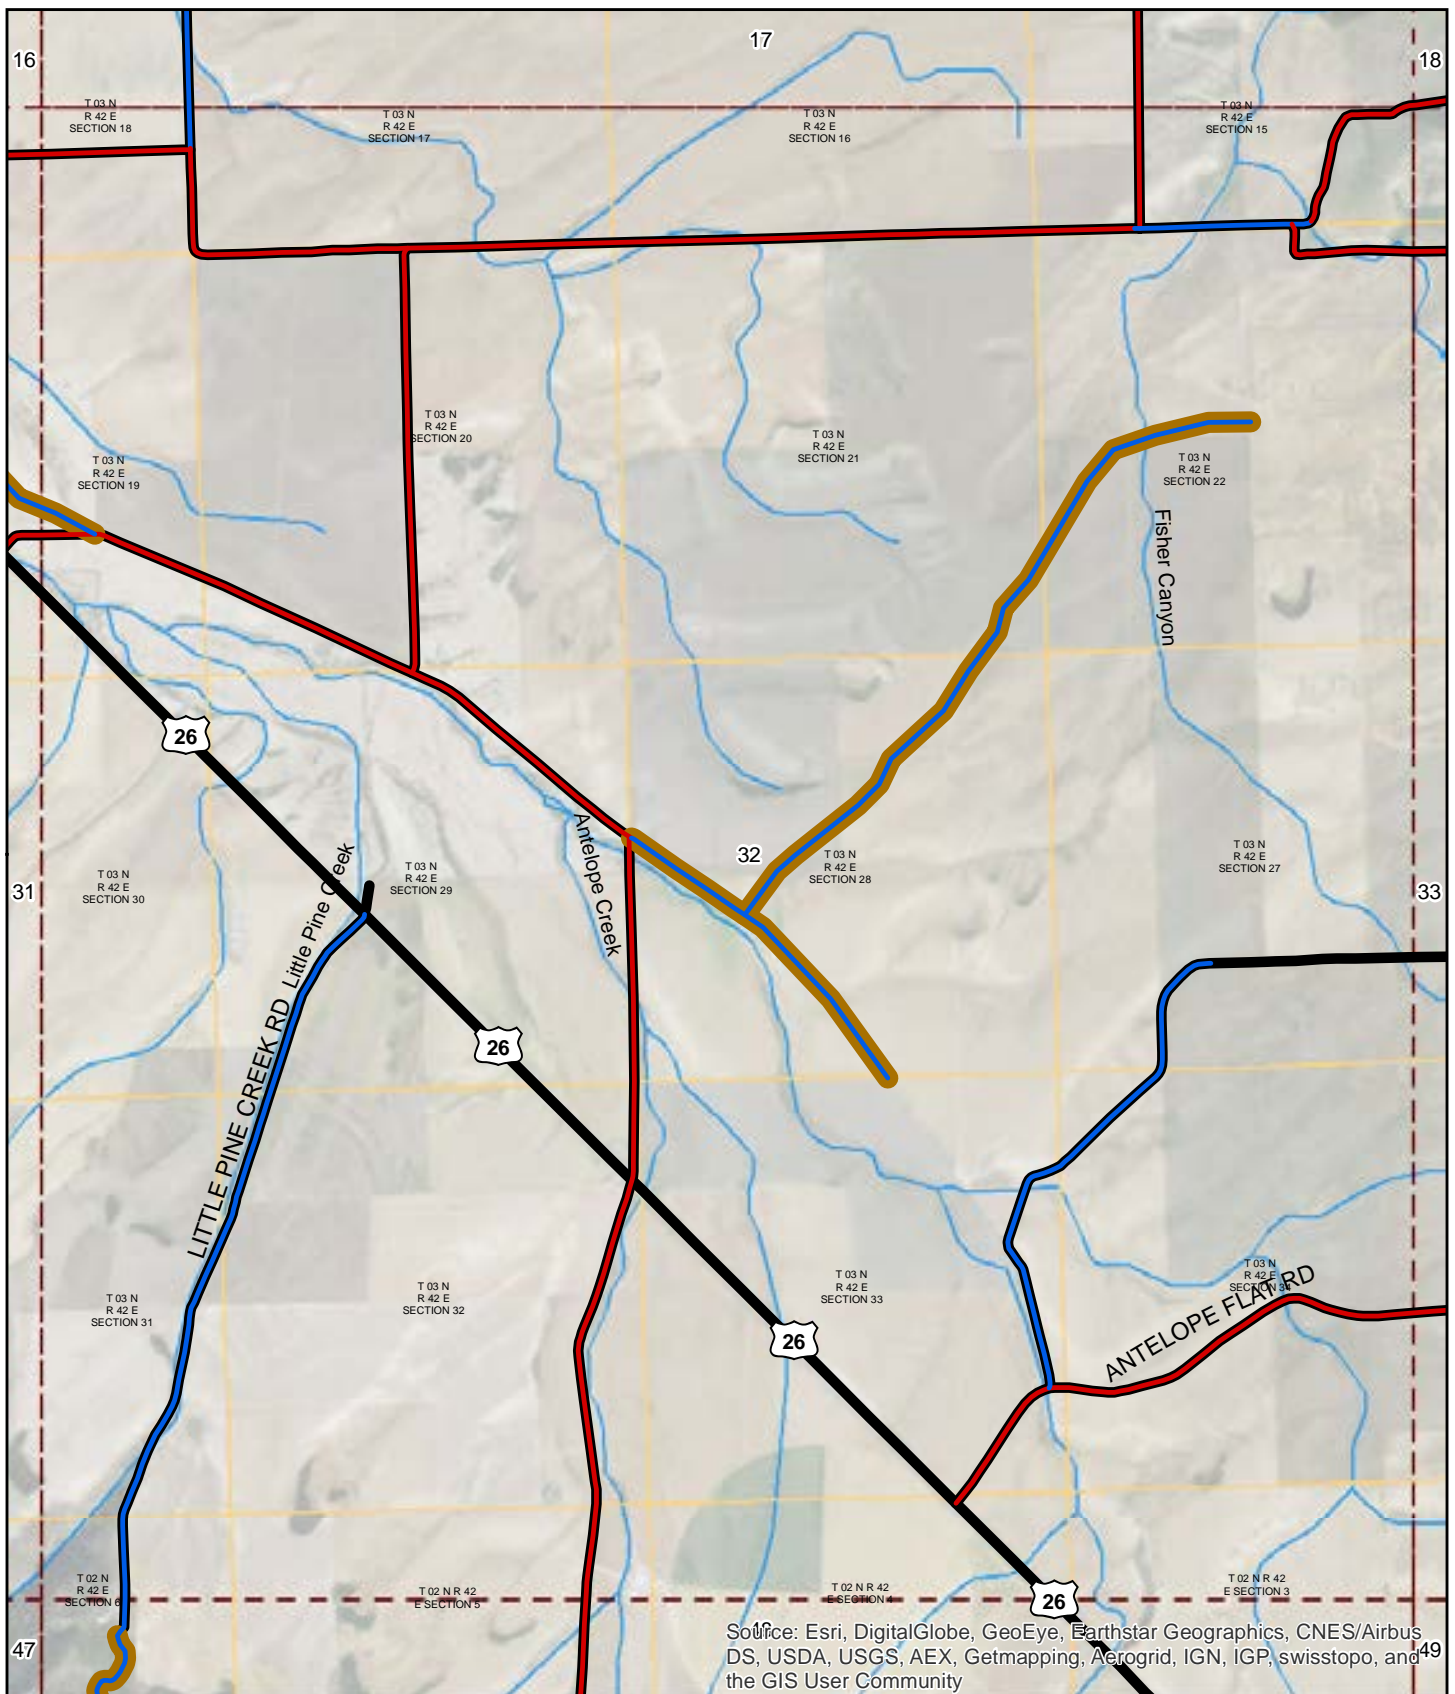 17
16
18
T 03 N
R 42 E
SECTION 18
T 03 N
R 42 E
SECTION 17
T 03 N
R 42 E
SECTION 16
T 03 N
R 42 E
SECTION 15
T 03 N
R 42 E
SECTION 20
T 03 N
R 42 E
SECTION 21
T 03 N
R 42 E
SECTION 19
T 03 N
R 42 E
SECTION 22
Fisher Canyon
26
Antelope Creek
Little Pine Creek
32
T 03 N
R 42 E
SECTION 28
T 03 N
R 42 E
SECTION 27
T 03 N
R 42 E
SECTION 29
T 03 N
R 42 E
SECTION 30
31
33
LITTLE PINE CREEK RD
26
T 03 N
R 42 E
SECTION 33
T 03 N
R 42 E
SECTION 34
T 03 N
R 42 E
SECTION 32
T 03 N
R 42 E
SECTION 31
ANTELOPE FLAT RD
26
T 02 N
R 42 E
SECTION 6
T 02 N R 42
E SECTION 5
T 02 N R 42
E SECTION 4
T 02 N R 42
E SECTION 3
26
47
48
49
Source: Esri, DigitalGlobe, GeoEye, Earthstar Geographics, CNES/Airbus
DS, USDA, USGS, AEX, Getmapping, Aerogrid, IGN, IGP, swisstopo, and
the GIS User Community